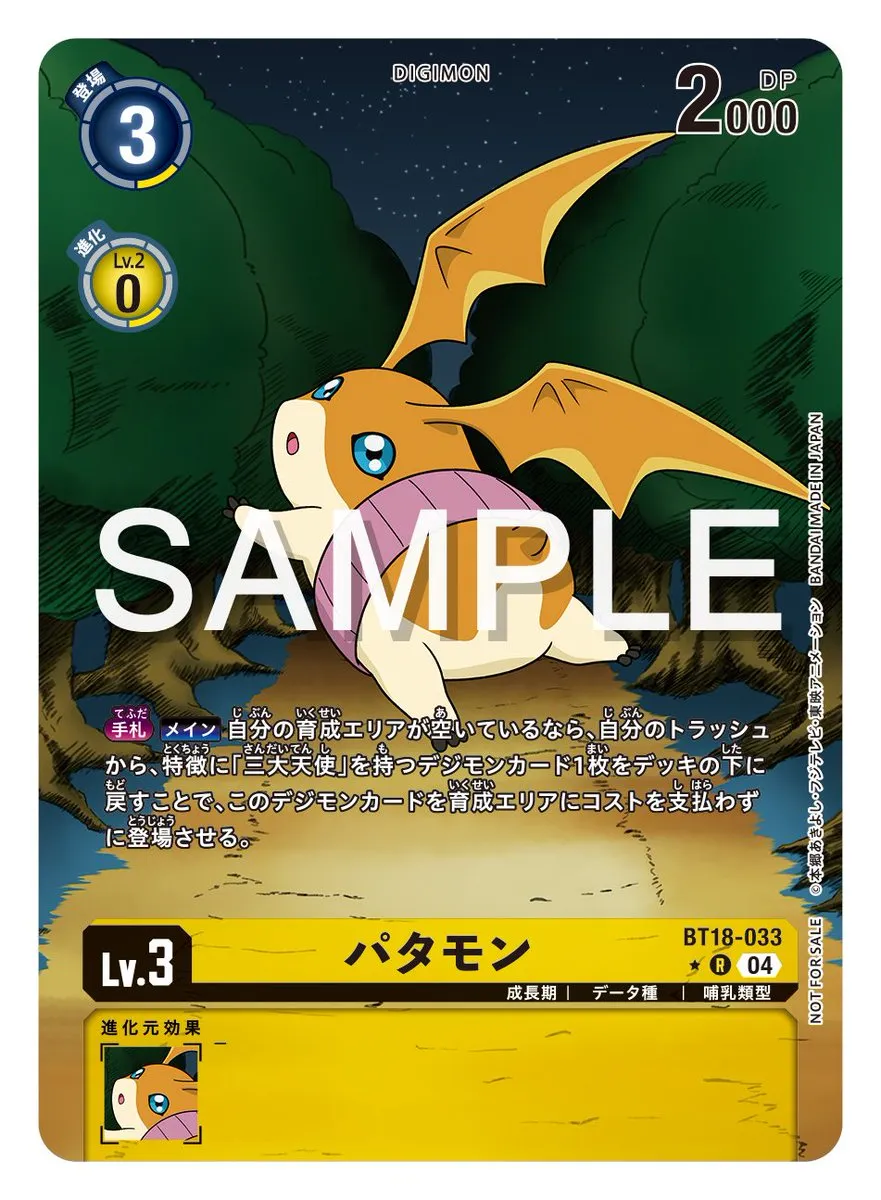 DIGIMON
登場
3
DP
2000
進化
Lv.2
0
SAMPLE
手札 メイン 自分の育成エリアが空いているなら、自分のトラッシュ
から、特徴に「三大天使」を持つデジモンカード1枚をデッキの下に
戻すことで、このデジモンカードを育成エリアにコストを支払わず
に登場させる。
Lv.3
パタモン
BT18-033
★ R 04
成長期 | データ種 | 哺乳類型
進化元効果
NOT FOR SALE ©本郷あきよし・フジテレビ・東映アニメーション BANDAI MADE IN JAPAN